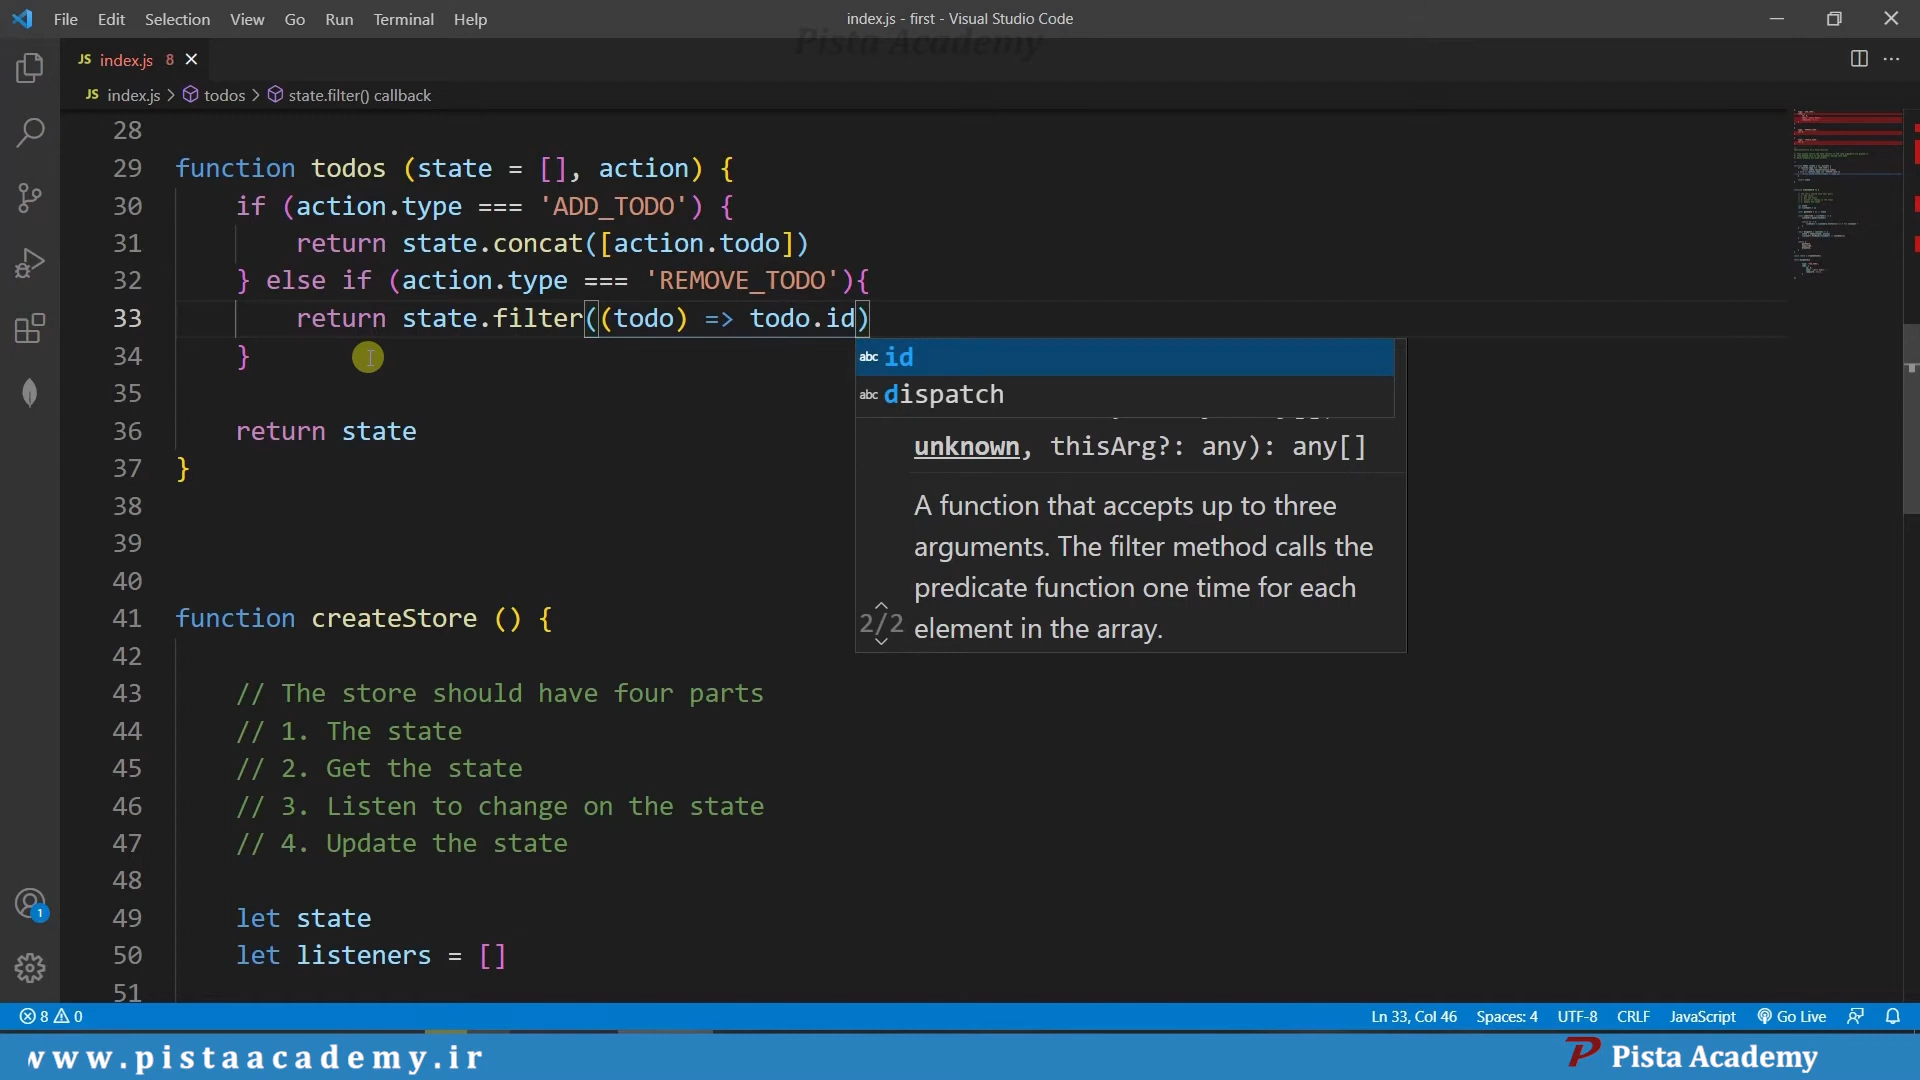 File Edit Selection View Go Run Terminal Help
index.js - first - Visual Studio Code
Pista Academy
JS index.js 8
JS index.js > todos > state.filter() callback
28
29 function todos (state = [], action) {
30 if (action.type === 'ADD_TODO') {
31 return state.concat([action.todo])
32 } else if (action.type === 'REMOVE_TODO'){
33 return state.filter((todo) => todo.id)
34 }
35
36 return state
37 }
38
39
40
41 function createStore () {
42
43 // The store should have four parts
44 // 1. The state
45 // 2. Get the state
46 // 3. Listen to change on the state
47 // 4. Update the state
48
49 let state
50 let listeners = []
51
abc id
abc dispatch
unknown, thisArg?: any): any[]
A function that accepts up to three
arguments. The filter method calls the
predicate function one time for each
2/2 element in the array.
1
8 0
Ln 33, Col 46 Spaces: 4 UTF-8 CRLF JavaScript Go Live
www.pistaacademy.ir
Pista Academy